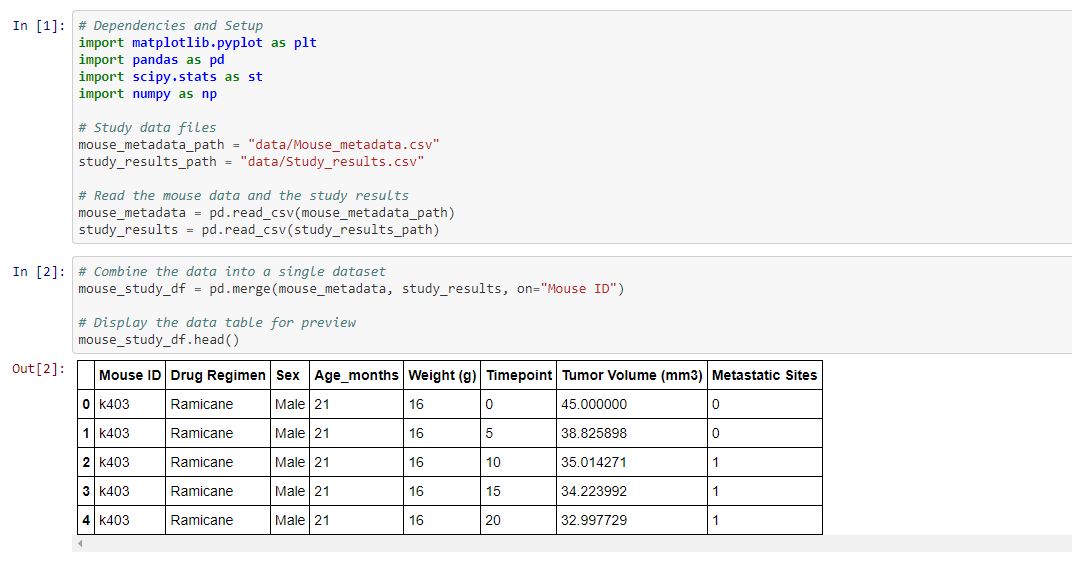 In [1]: # Dependencies and Setup
import matplotlib.pyplot as plt
import pandas as pd
import scipy.stats as st
import numpy as np
# Study data files
mouse_metadata_path = "data/Mouse_metadata.csv"
study_results_path = "data/Study_results.csv"
# Read the mouse data and the study results
mouse_metadata = pd.read_csv(mouse_metadata_path)
study_results = pd.read_csv(study_results_path)
In [2]: # Combine the data into a single dataset
mouse_study_df = pd.merge(mouse_metadata, study_results, on="Mouse ID")
# Display the data table for preview
mouse_study_df.head()
Out[2]:
Mouse ID Drug Regimen Sex Age_months Weight (g) Timepoint Tumor Volume (mm3) Metastatic Sites
0 k403 Ramicane Male 21 16 0 45.000000 0
1 k403 Ramicane Male 21 16 5 38.825898 0
2 k403 Ramicane Male 21 16 10 35.014271 1
3 k403 Ramicane Male 21 16 15 34.223992 1
4 k403 Ramicane Male 21 16 20 32.997729 1